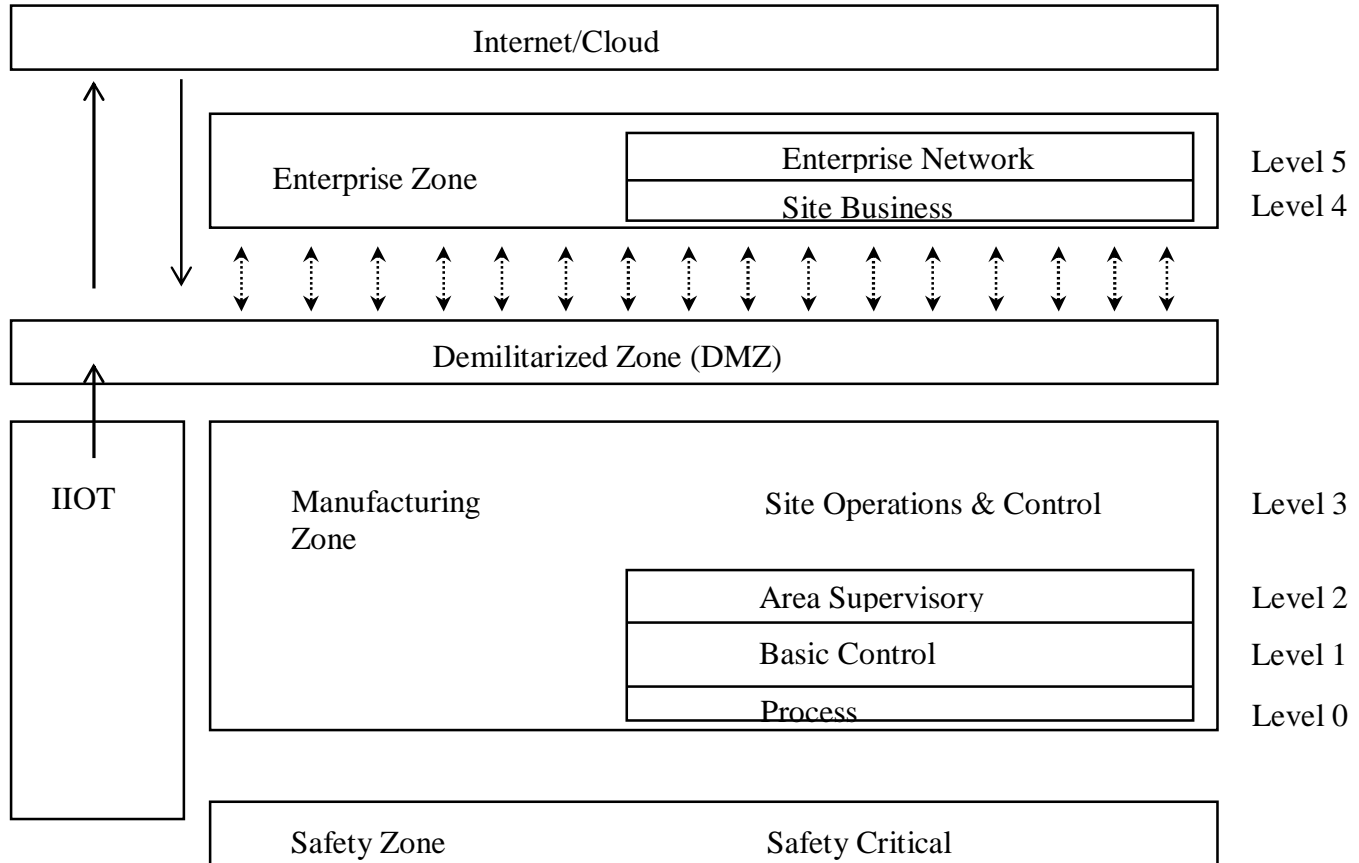 Internet/Cloud
Enterprise Zone
Enterprise Network
Level 5
Site Business
Level 4
Demilitarized Zone (DMZ)
IIOT
Manufacturing
Zone
Site Operations & Control
Level 3
Area Supervisory
Level 2
Basic Control
Level 1
Process
Level 0
Safety Zone
Safety Critical